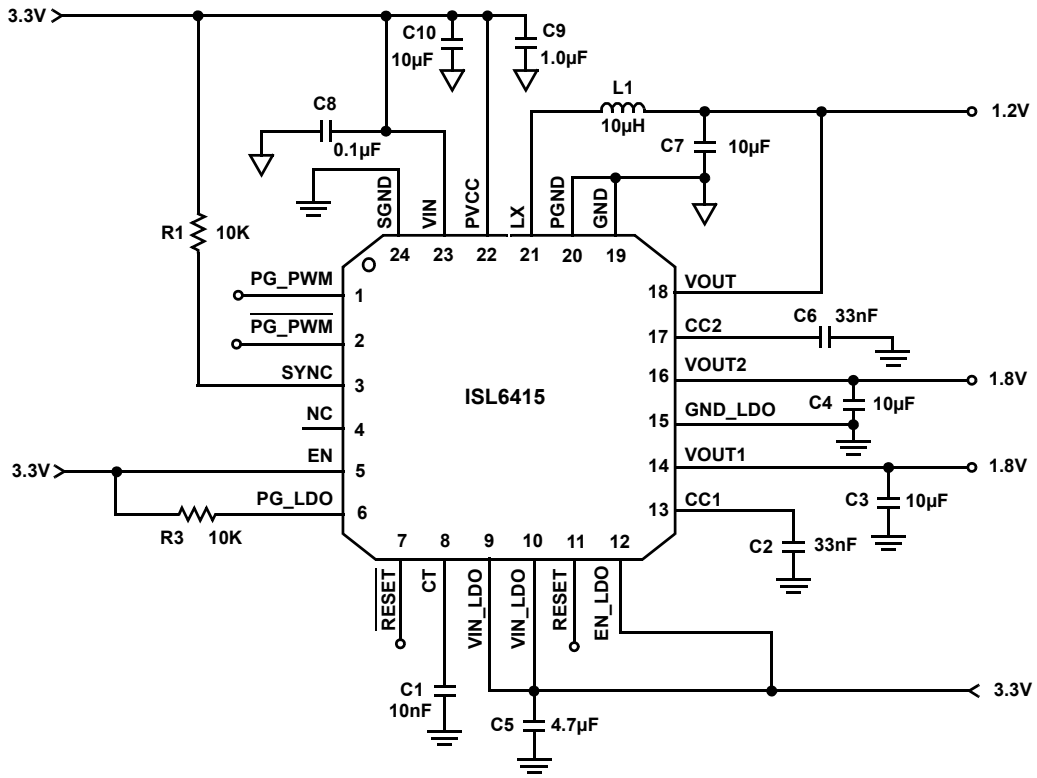 3.3V
C10
10µF
C9
1.0µF
L1
10µH
1.2V
C8
0.1µF
C7
10µF
SGND
VIN
PVCC
LX
PGND
GND
R1
10K
24
23
22
21
20
19
PG_PWM
1
PG_PWM
2
SYNC
3
NC
4
3.3V
EN
5
PG_LDO
6
R3
10K
ISL6415
18
VOUT
17
CC2
C6
33nF
16
VOUT2
1.8V
C4
10µF
15
GND_LDO
14
VOUT1
1.8V
C3
10µF
13
CC1
C2
33nF
7
8
9
10
11
12
RESET
CT
VIN_LDO
VIN_LDO
RESET
EN_LDO
C1
10nF
C5
4.7µF
3.3V